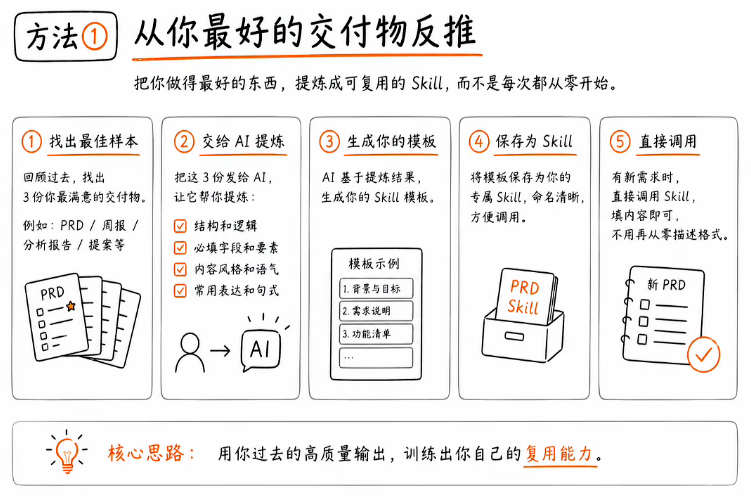 方法①
从你最好的交付物反推
把你做得最好的东西，提炼成可复用的 Skill，而不是每次都从零开始。
① 找出最佳样本
回顾过去，找出
3份你最满意的交付物。
例如：PRD / 周报 /
分析报告 / 提案等
PRD
② 交给 AI 提炼
把这 3份发给 AI，
让它帮你提炼：
结构和逻辑
必填字段和要素
内容风格和语气
常用表达和句式
AI
③ 生成你的模板
AI 基于提炼结果，
生成你的 Skill 模板。
模板示例
1. 背景与目标
2. 需求说明
3. 功能清单
...
④ 保存为 Skill
将模板保存为你的
专属 Skill，命名清晰，
方便调用。
PRD
Skill
⑤ 直接调用
有新需求时，
直接调用 Skill，
填内容即可，
不用再从零描述格式。
新 PRD
核心思路：用你过去的高质量输出，训练出你自己的复用能力。